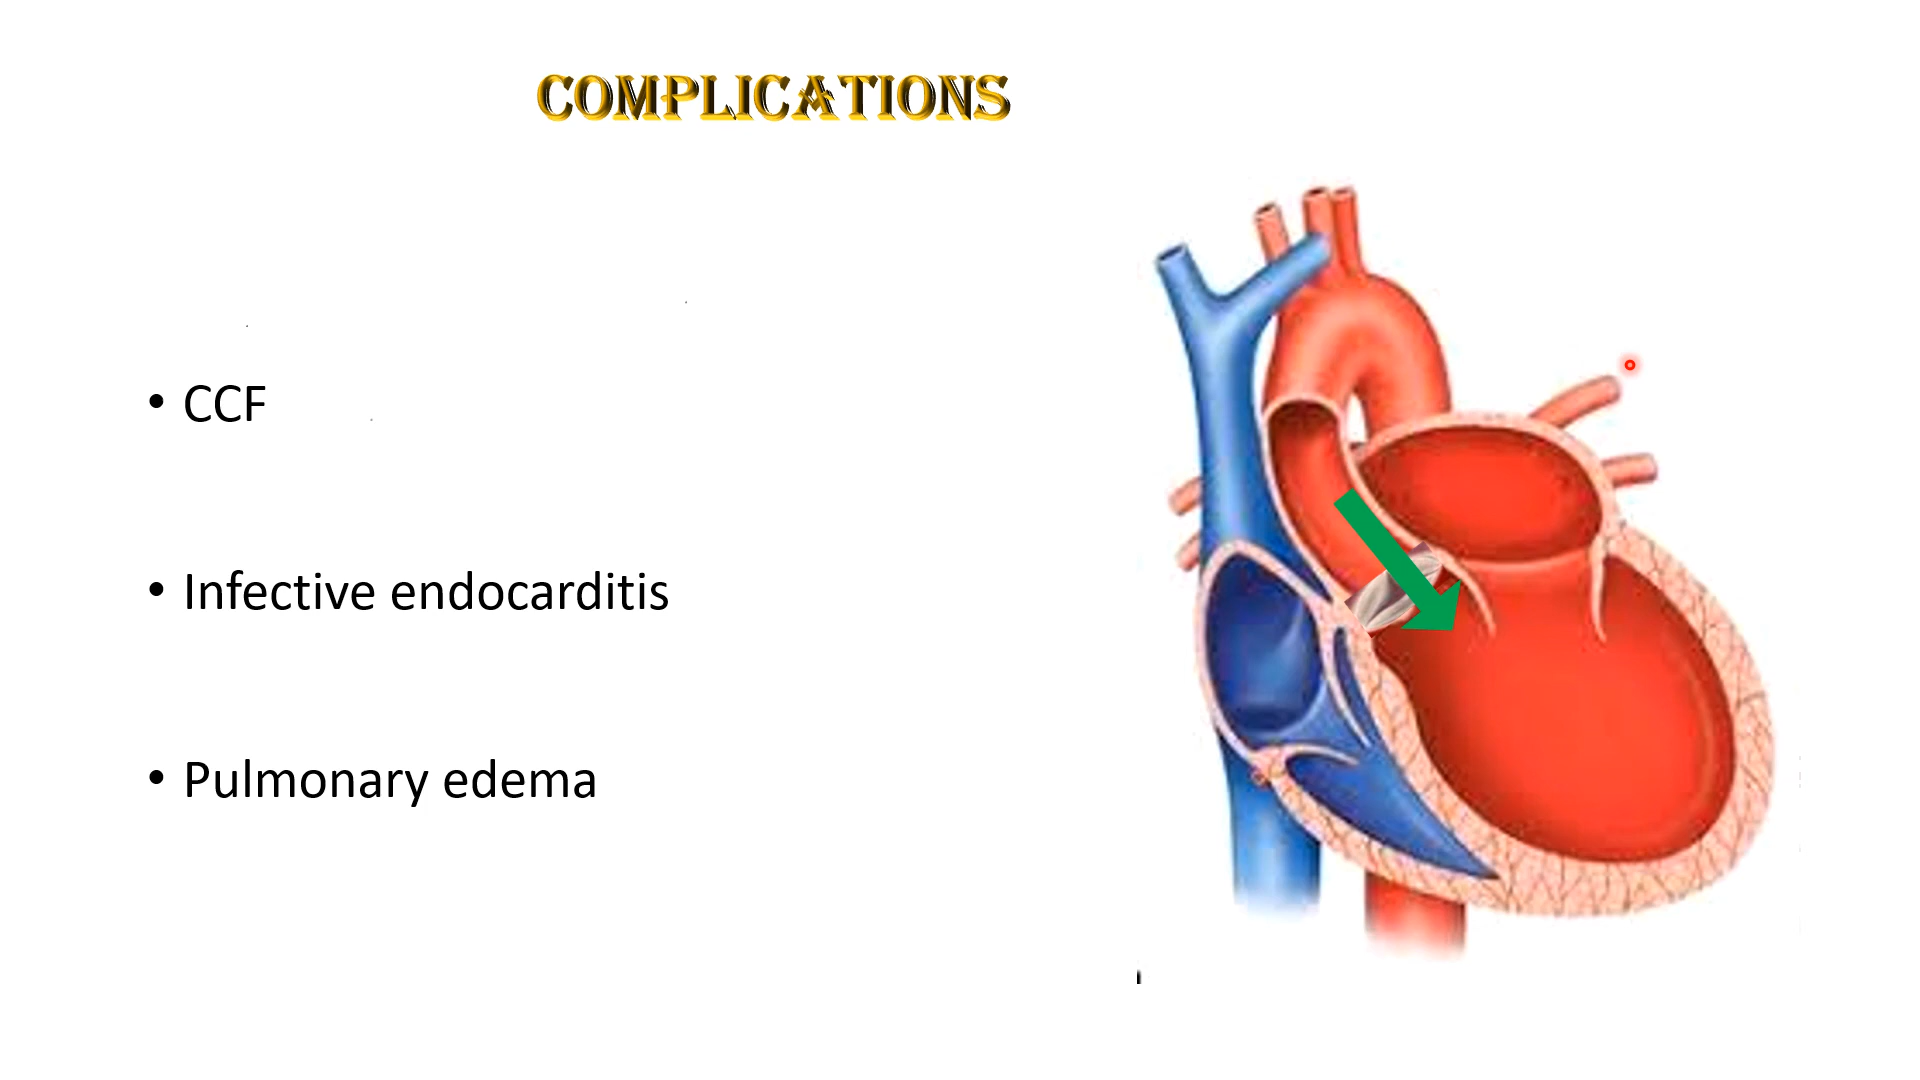 COMPLICATIONS
• CCF
• Infective endocarditis
• Pulmonary edema